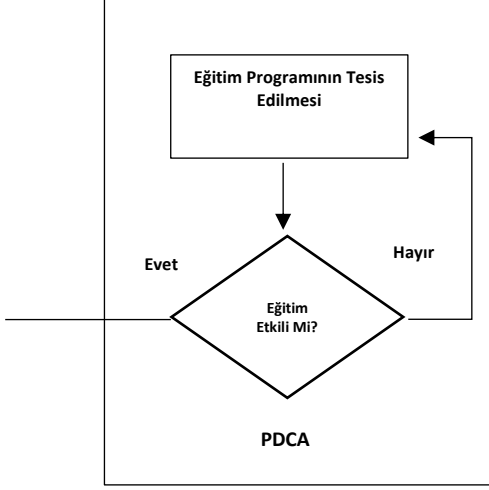 Eğitim Programının Tesis
Edilmesi
Evet
Hayır
Eğitim
Etkili Mi?
PDCA